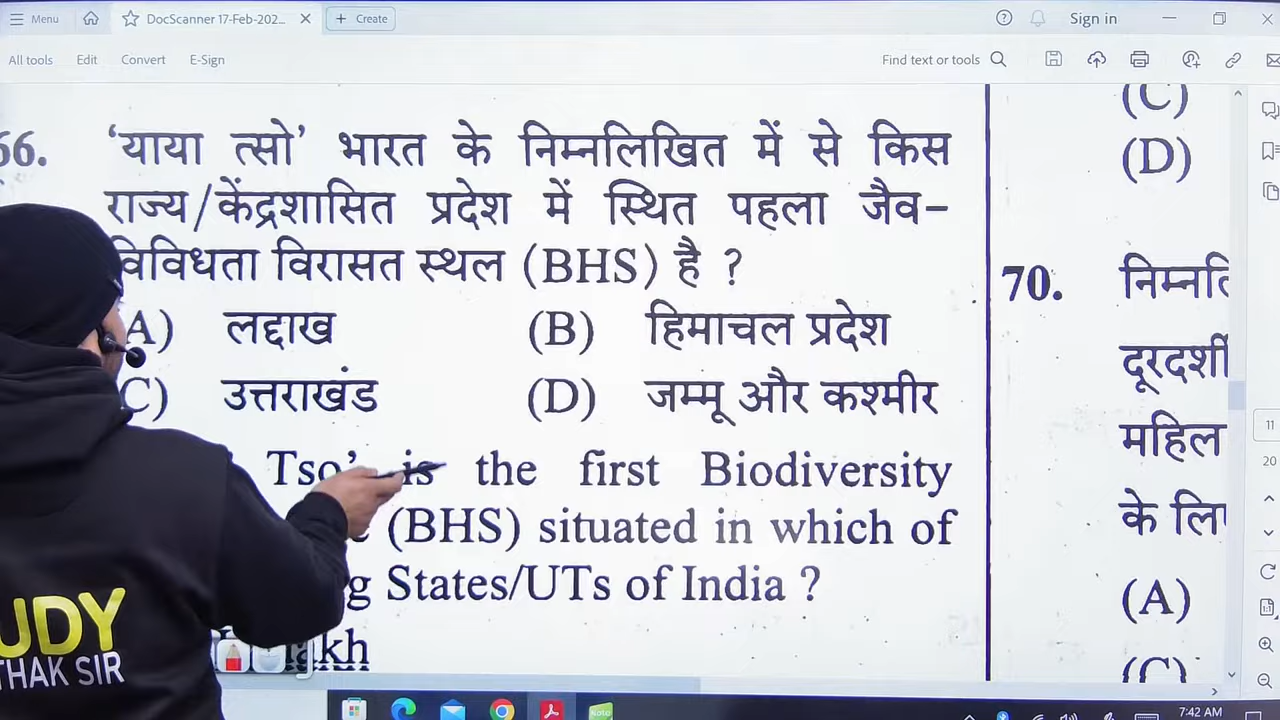 Menu
DocScanner 17-Feb-202...
Create
Sign in
All tools Edit Convert E-Sign
Find text or tools
66. 'याया त्सो' भारत के निम्नलिखित में से किस
राज्य/केंद्रशासित प्रदेश में स्थित पहला जैव-
विविधता विरासत स्थल (BHS) है ?
A) लद्दाख (B) हिमाचल प्रदेश
C) उत्तराखंड (D) जम्मू और कश्मीर
Tso' is the first Biodiversity
(BHS) situated in which of
g States/UTs of India ?
akh
(C)
(D)
70. निम्नलि
दूरदर्शी
महिल
के लि
(A)
(C)
11
20
UDY
THAK SIR
7:42 AM